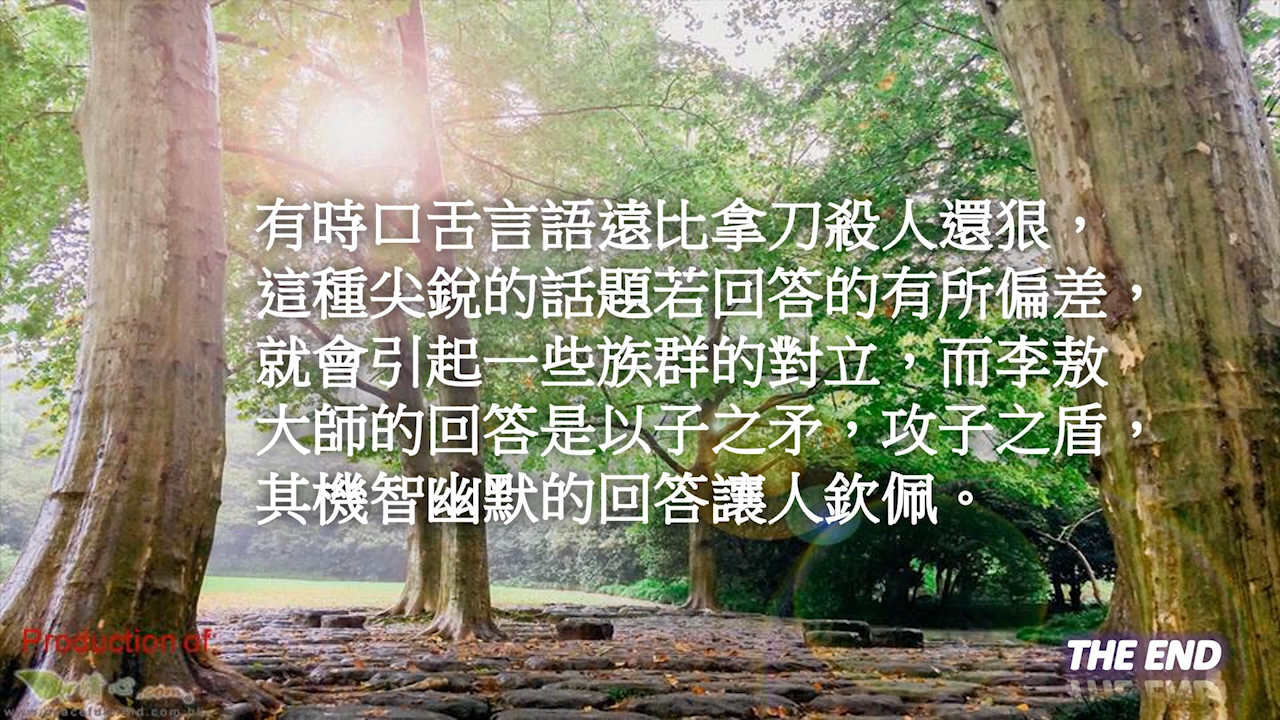 有時口舌言語遠比拿刀殺人還狠，
這種尖銳的話題若回答的有所偏差，
就會引起一些族群的對立，而李敖
大師的回答是以子之矛，攻子之盾，
其機智幽默的回答讓人欽佩。
Production of
THE END